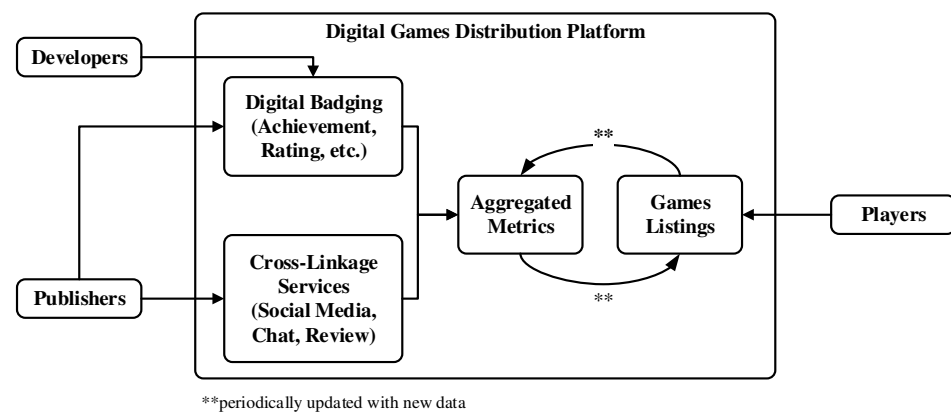 Digital Games Distribution Platform
Developers
Digital Badging
(Achievement,
Rating, etc.)
**
Aggregated
Metrics
Games
Listings
Players
Cross-Linkage
Services
(Social Media,
Chat, Review)
Publishers
**
**periodically updated with new data